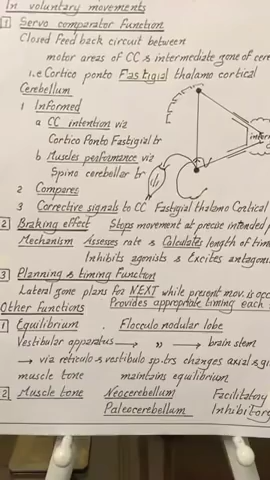 In voluntary movements
1 Servo comparator Function
Closed Feed back circuit between
motor areas of CC & intermediate zone of
i.e Cortico ponto Fastigial thalamo cortical
Cerebellum
1 Informed
a CC intention via
Cortico Ponto Fastigial tr
b Muscles performance via
Spino cerebellar tr
2 Compares
3 Corrective signals to CC Fastigial thalamo Cortical
2 Braking effect Stops movement at precise intended
Mechanism Assesses rate & Calculates length of
Inhibits agonists & Excites
3 Planning & timing Function
Lateral zone plans For NEXT while present mov. is
Provides appropriate timing each
Other Functions
1 Equilibrium . Flocculo nodular lobe
Vestibular apparatus → " → brain stem
→ via reticulo & vestibulo sp. trs changes axial &
muscle tone maintains equilibrium
2 Muscle tone Neocerebellum Facilitatory
Paleocerebellum Inhibitory